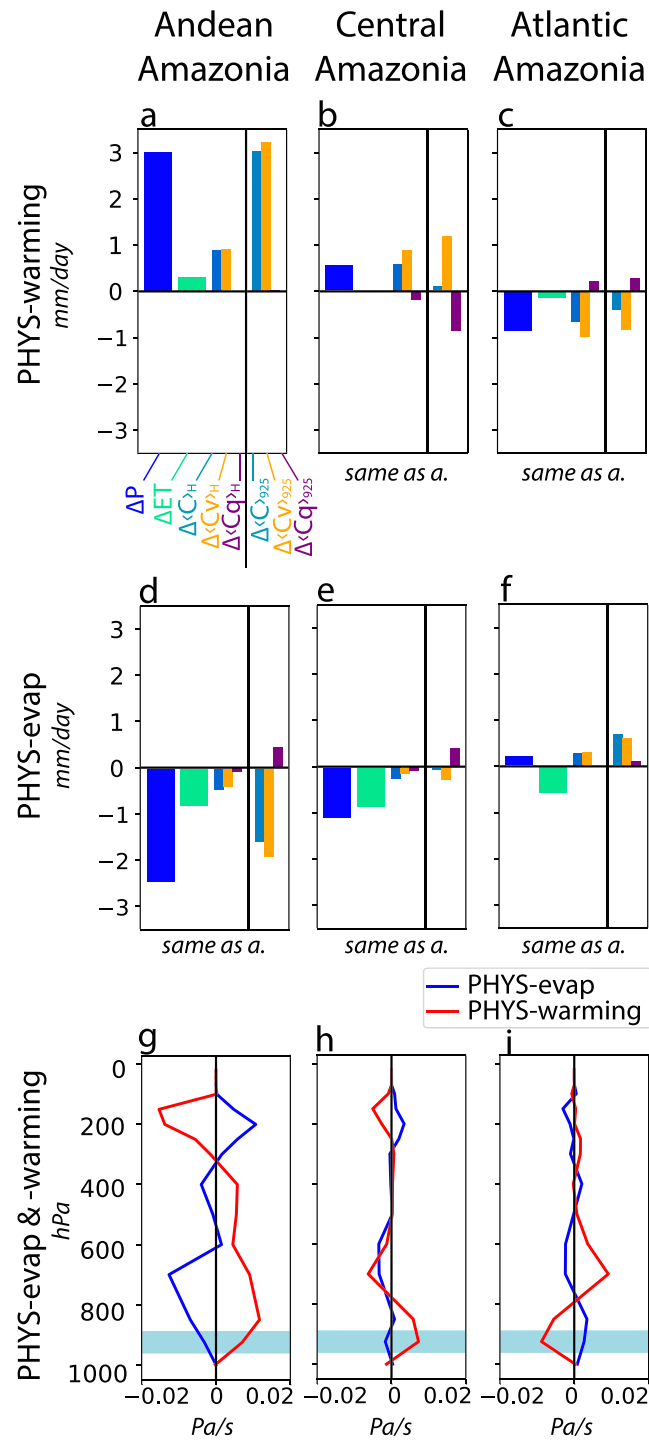 Andean Amazonia
Central Amazonia
Atlantic Amazonia
PHYS-warming
mm/day
a
3
2
1
0
−1
−2
−3
b
c
ΔP
ΔET
Δ‹C›H
Δ‹Cv›H
Δ‹Cq›H
Δ‹C›925
Δ‹Cv›925
Δ‹Cq›925
same as a.
same as a.
PHYS-evap
mm/day
d
3
2
1
0
−1
−2
−3
e
f
same as a.
same as a.
same as a.
PHYS-evap
PHYS-warming
PHYS-evap & -warming
hPa
g
0
200
400
600
800
1000
h
i
−0.02 0 0.02
−0.02 0 0.02
−0.02 0 0.02
Pa/s
Pa/s
Pa/s